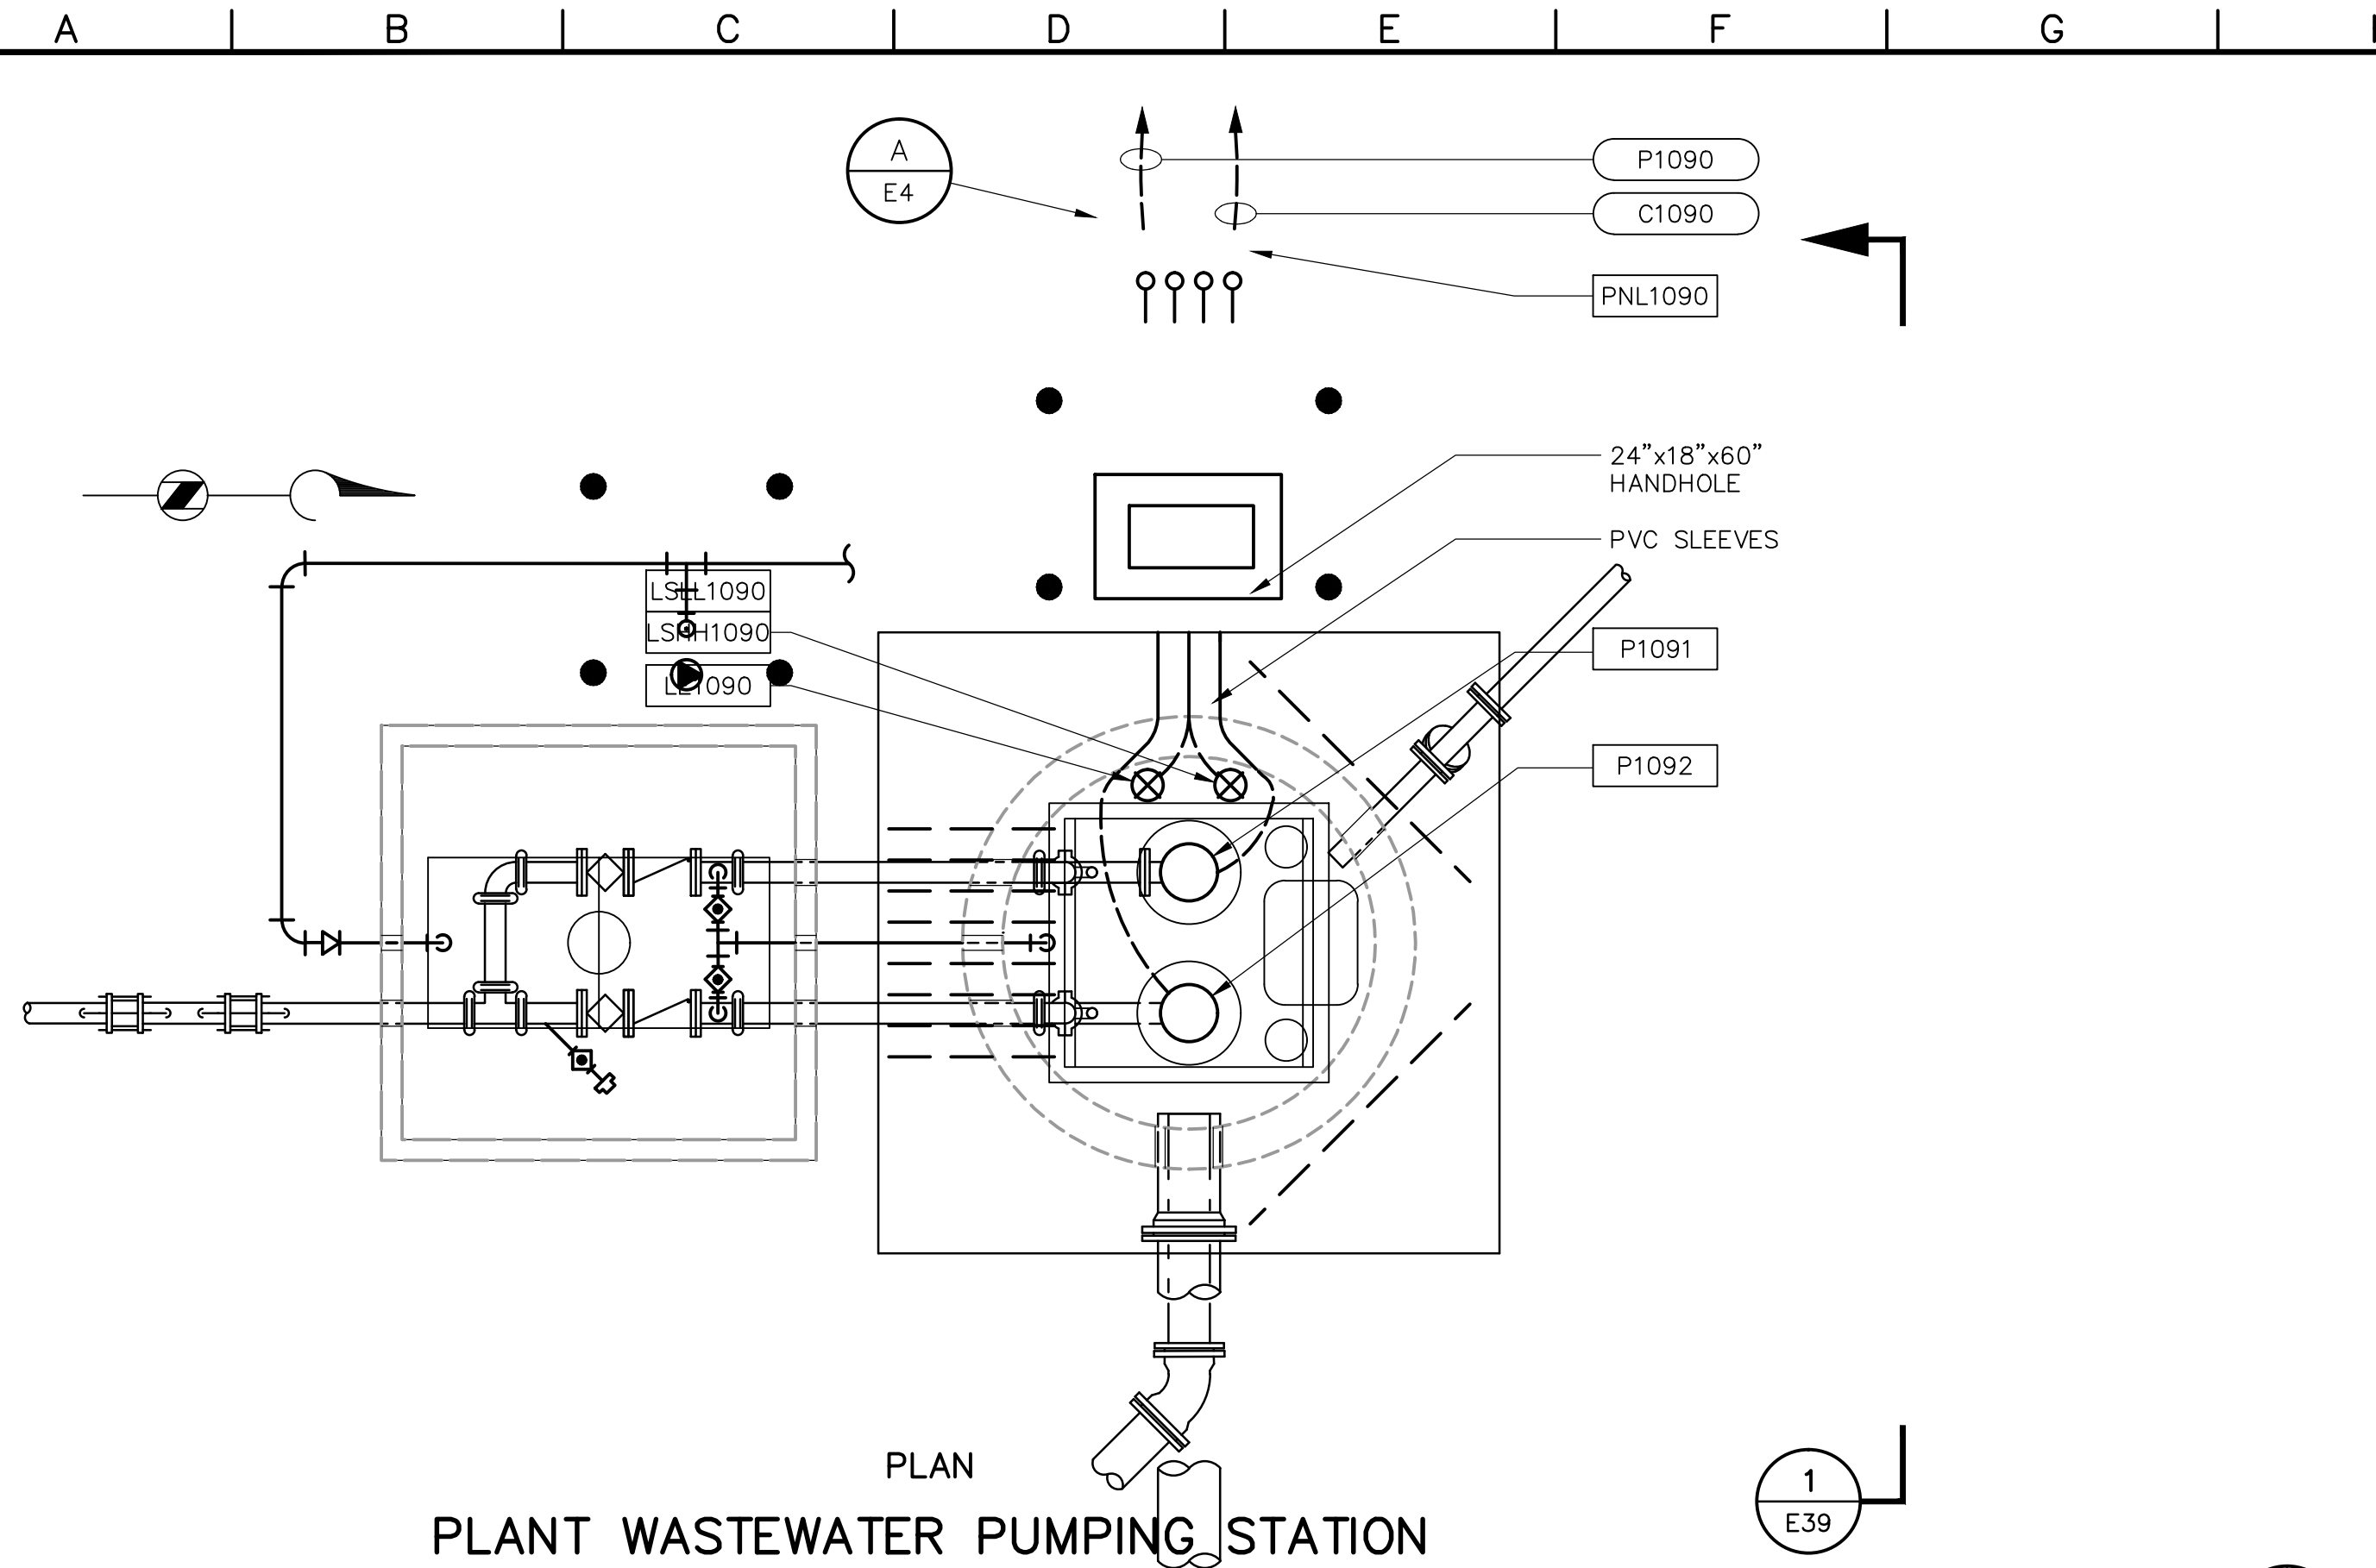 A B C D E F G
A
E4
P1090
C1090
PNL1090
24”x18”x60”
HANDHOLE
PVC SLEEVES
LSLL1090
LSHH1090
LE1090
P1091
P1092
PLAN
PLANT WASTEWATER PUMPING STATION
1
E39